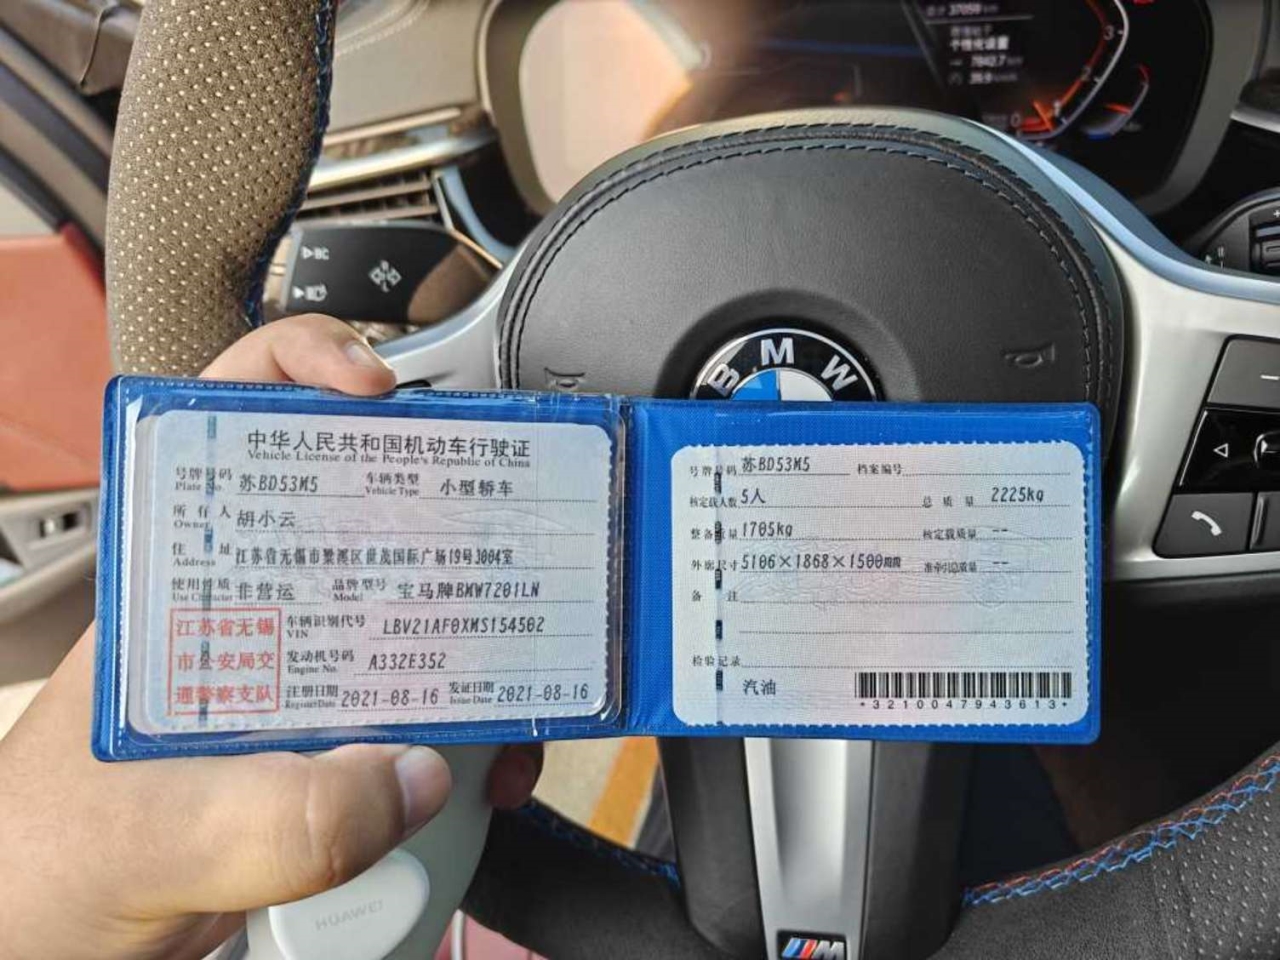 37059 km
个性化设置
BC
BMW
中华人民共和国机动车行驶证
Vehicle License of the People's Republic of China
号牌号码 苏BD53M5 车辆类型 小型轿车
Plate No. Vehicle Type
所有人 胡小云
Owner
住址 江苏省无锡市梁溪区世茂国际广场19号3004室
Address
使用性质 非营运 品牌型号 宝马牌BMW7201LN
Use Character Model
江苏省无锡
市公安局交
通警察支队
车辆识别代号 LBV21AF0XMS154502
VIN
发动机号码 A332E352
Engine No.
注册日期 2021-08-16 发证日期 2021-08-16
Register Date Issue Date
号牌号码 苏BD53M5 档案编号
核定载人数 5人 总质量 2225kg
整备质量 1705kg 核定载质量 --
外廓尺寸 5106×1868×1500mm 准牵引总质量 --
备注
检验记录
汽油
*3210047943613*
HUAWEI
M